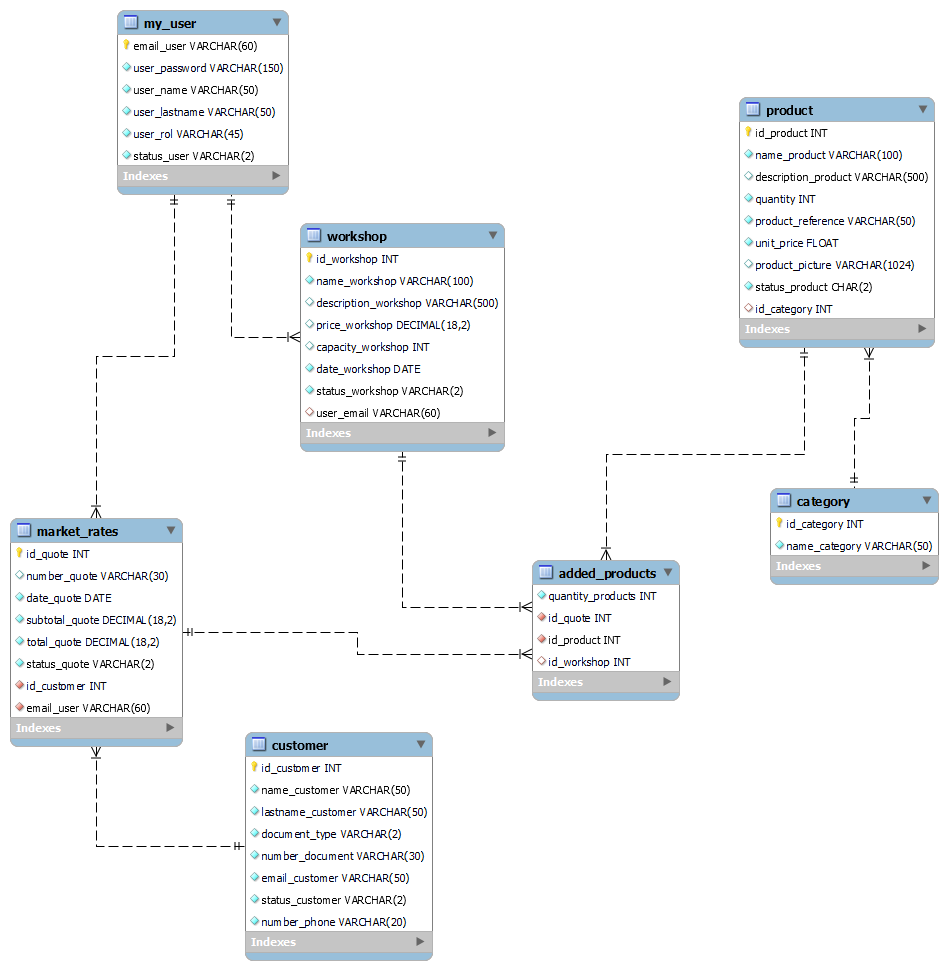 my_user
email_user VARCHAR(60)
user_password VARCHAR(150)
user_name VARCHAR(50)
user_lastname VARCHAR(50)
user_rol VARCHAR(45)
status_user VARCHAR(2)
Indexes
workshop
id_workshop INT
name_workshop VARCHAR(100)
description_workshop VARCHAR(500)
price_workshop DECIMAL(18,2)
capacity_workshop INT
date_workshop DATE
status_workshop VARCHAR(2)
user_email VARCHAR(60)
Indexes
product
id_product INT
name_product VARCHAR(100)
description_product VARCHAR(500)
quantity INT
product_reference VARCHAR(50)
unit_price FLOAT
product_picture VARCHAR(1024)
status_product CHAR(2)
id_category INT
Indexes
category
id_category INT
name_category VARCHAR(50)
Indexes
market_rates
id_quote INT
number_quote VARCHAR(30)
date_quote DATE
subtotal_quote DECIMAL(18,2)
total_quote DECIMAL(18,2)
status_quote VARCHAR(2)
id_customer INT
email_user VARCHAR(60)
Indexes
added_products
quantity_products INT
id_quote INT
id_product INT
id_workshop INT
Indexes
customer
id_customer INT
name_customer VARCHAR(50)
lastname_customer VARCHAR(50)
document_type VARCHAR(2)
number_document VARCHAR(30)
email_customer VARCHAR(50)
status_customer VARCHAR(2)
number_phone VARCHAR(20)
Indexes